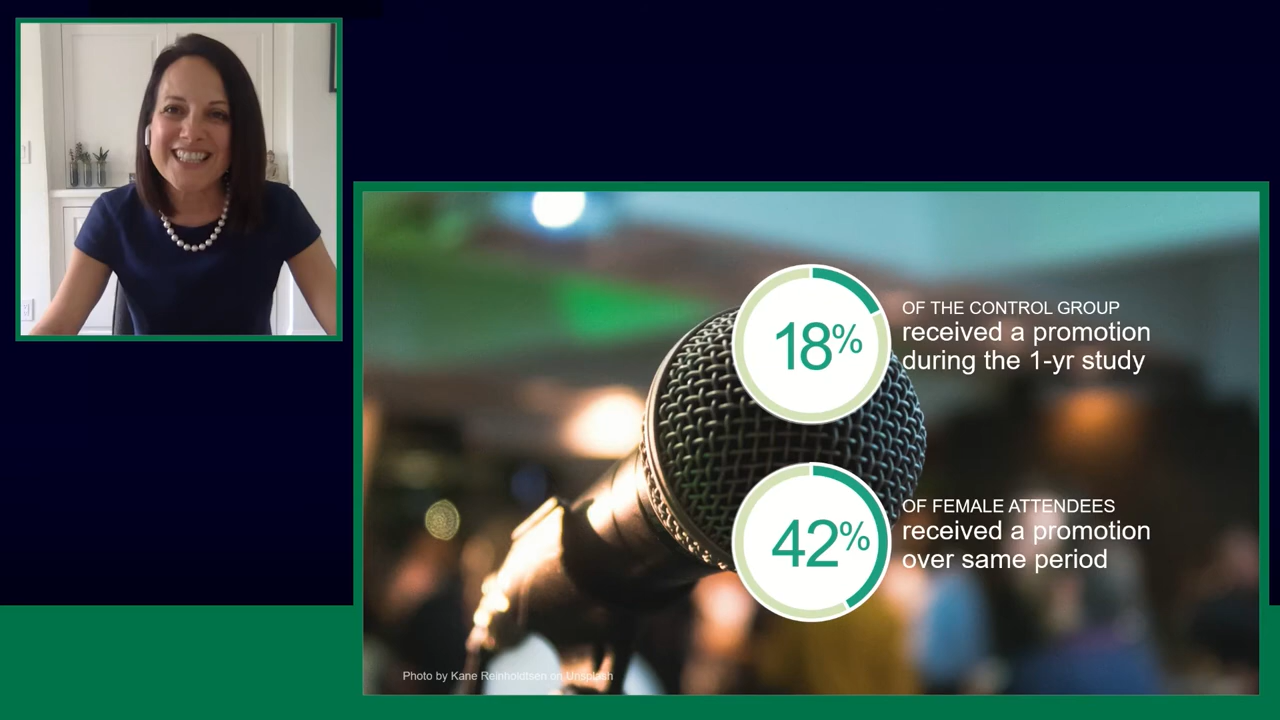 18%
OF THE CONTROL GROUP
received a promotion
during the 1-yr study
42%
OF FEMALE ATTENDEES
received a promotion
over same period
Photo by Kane Reinholdtsen on Unsplash